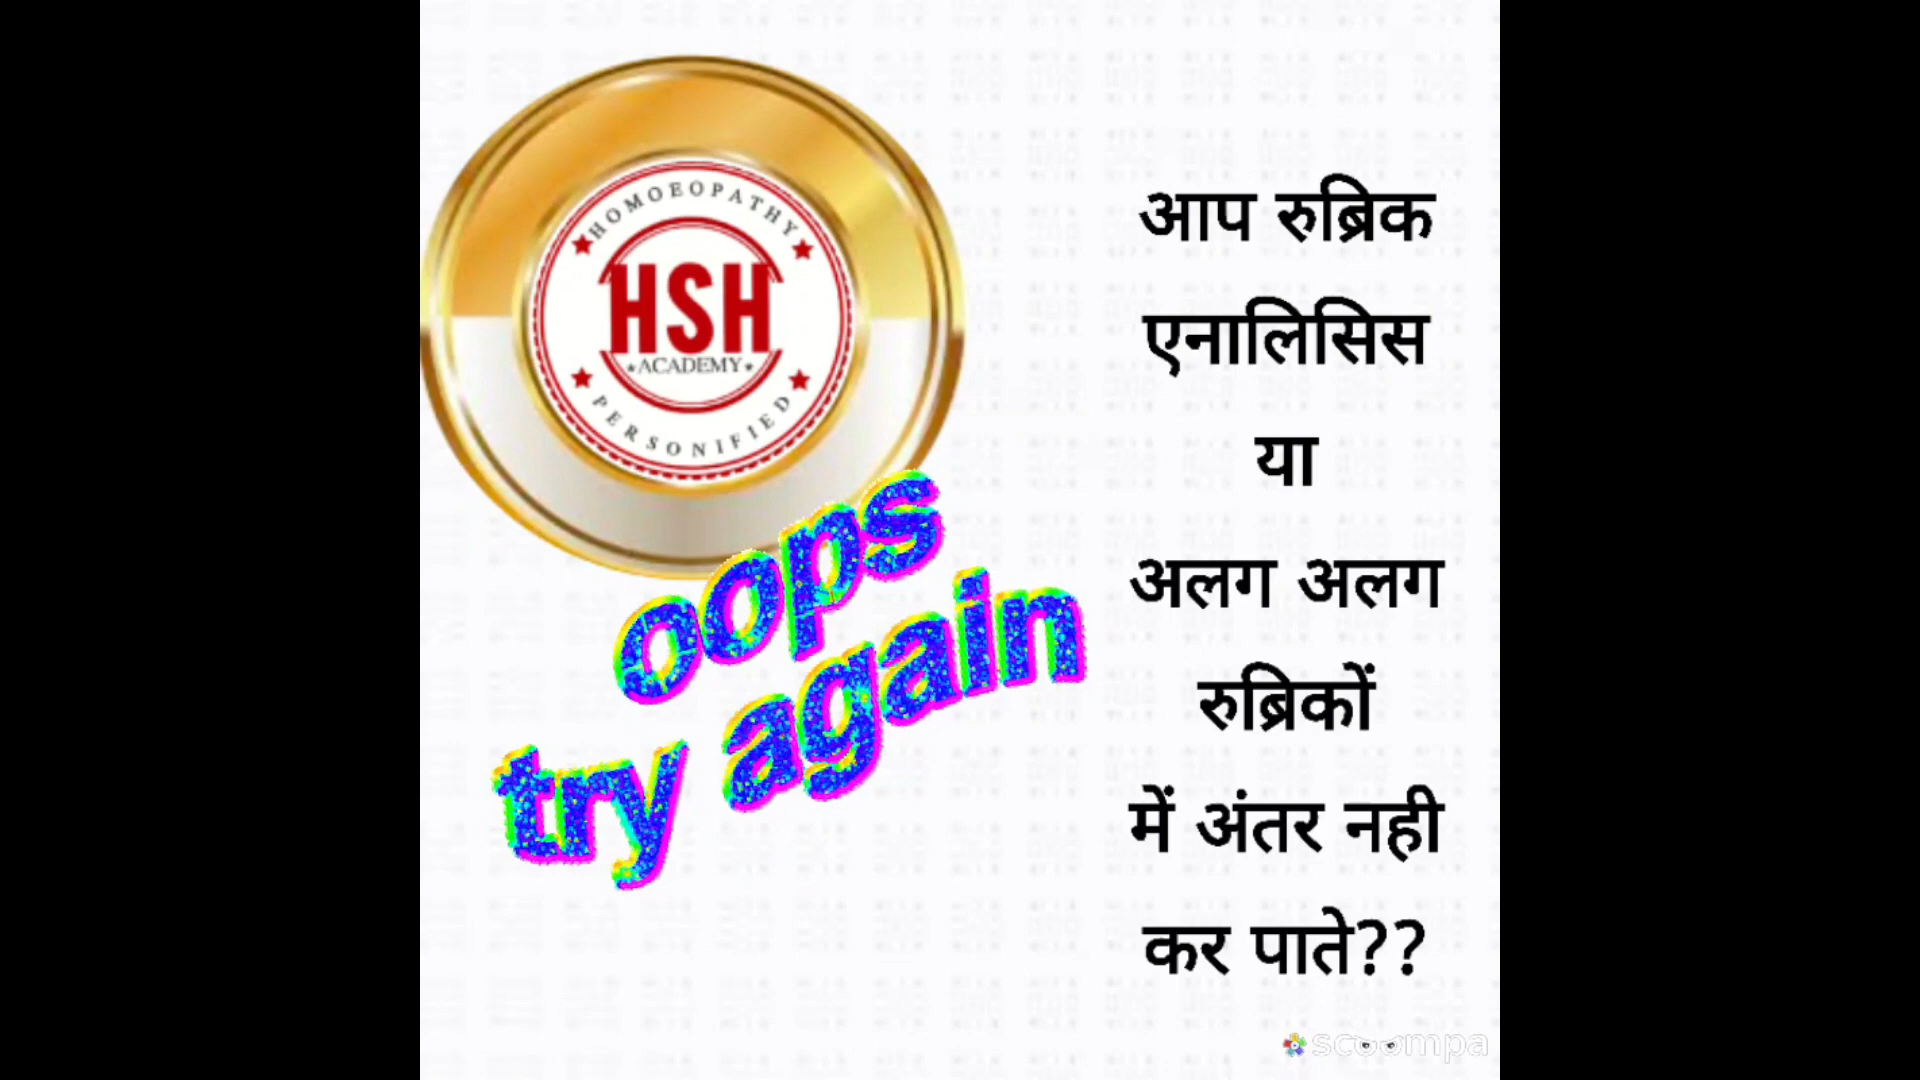 HOMOEOPATHY
HSH
ACADEMY
PERSONIFIED
oops
try again
आप रुब्रिक
एनालिसिस
या
अलग अलग
रुब्रिकों
में अंतर नही
कर पाते??
scoompa